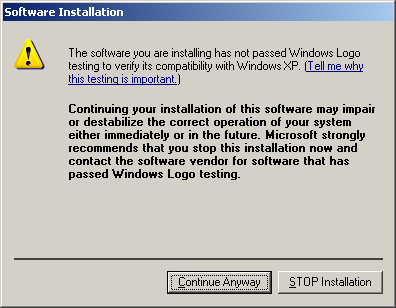 Software Installation
The software you are installing has not passed Windows Logo
testing to verify its compatibility with Windows XP. (Tell me why
this testing is important.)
Continuing your installation of this software may impair
or destabilize the correct operation of your system
either immediately or in the future. Microsoft strongly
recommends that you stop this installation now and
contact the software vendor for software that has
passed Windows Logo testing.
Continue Anyway
STOP Installation